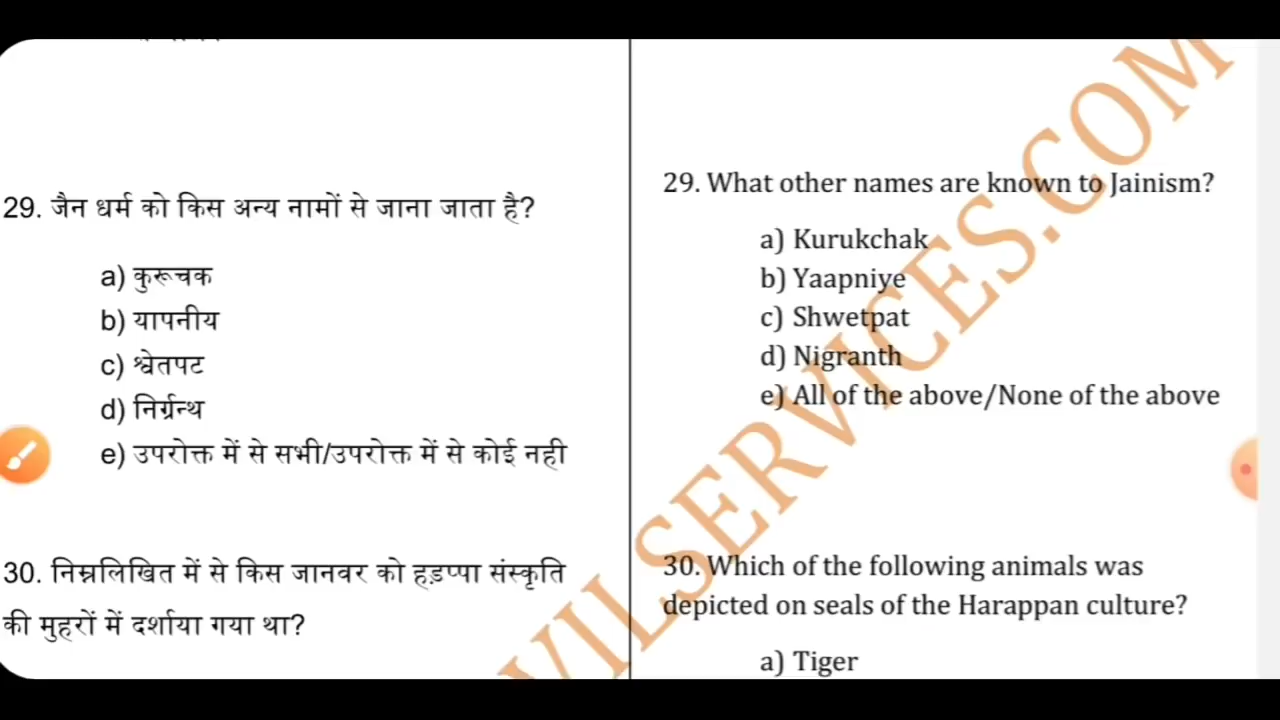 29. जैन धर्म को किस अन्य नामों से जाना जाता है?
a) कुरूचक
b) यापनीय
c) श्वेतपट
d) निर्ग्रन्थ
e) उपरोक्त में से सभी/उपरोक्त में से कोई नही
30. निम्नलिखित में से किस जानवर को हड़प्पा संस्कृति
की मुहरों में दर्शाया गया था?
29. What other names are known to Jainism?
a) Kurukchak
b) Yaapniye
c) Shwetpat
d) Nigranth
e) All of the above/None of the above
30. Which of the following animals was
depicted on seals of the Harappan culture?
a) Tiger
VILSERVICES.COM